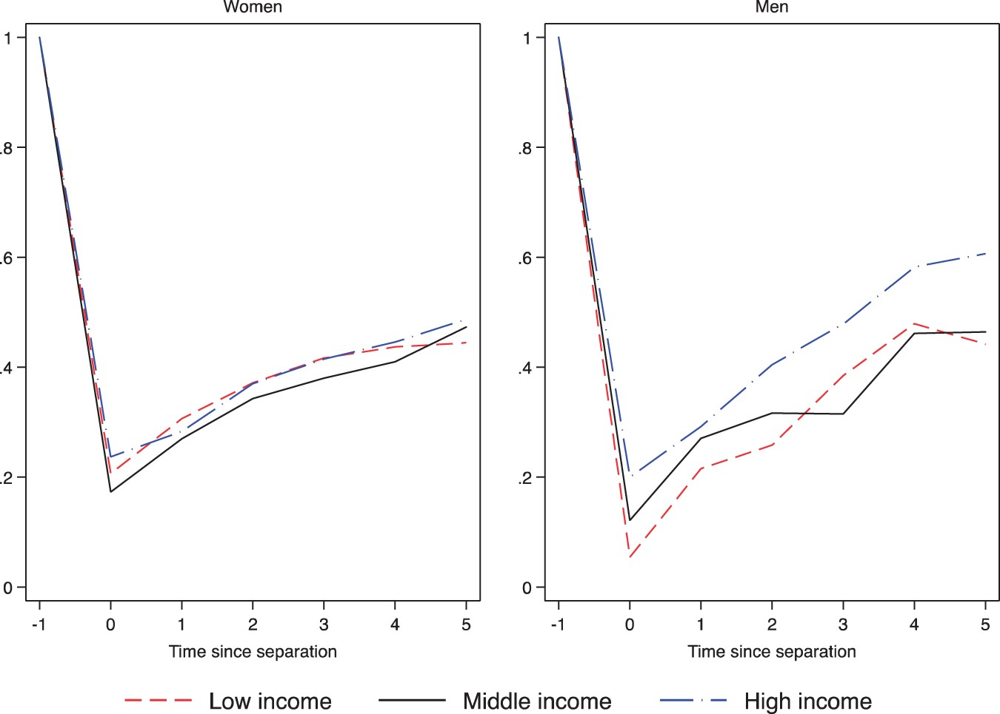 Women
Men
1
.8
.6
.4
.2
0
-1 0 1 2 3 4 5
Time since separation
1
.8
.6
.4
.2
0
-1 0 1 2 3 4 5
Time since separation
Low income Middle income High income